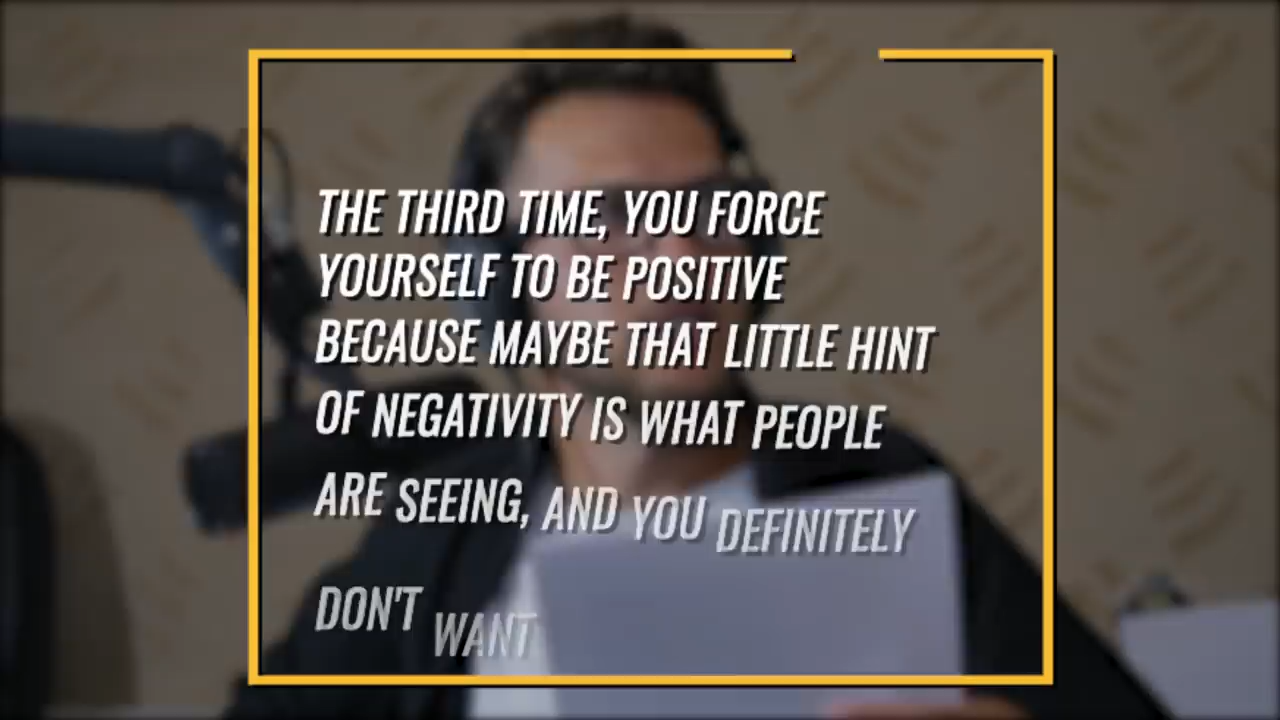 THE THIRD TIME, YOU FORCE
YOURSELF TO BE POSITIVE
BECAUSE MAYBE THAT LITTLE HINT
OF NEGATIVITY IS WHAT PEOPLE
ARE SEEING, AND YOU DEFINITELY
DON'T WANT